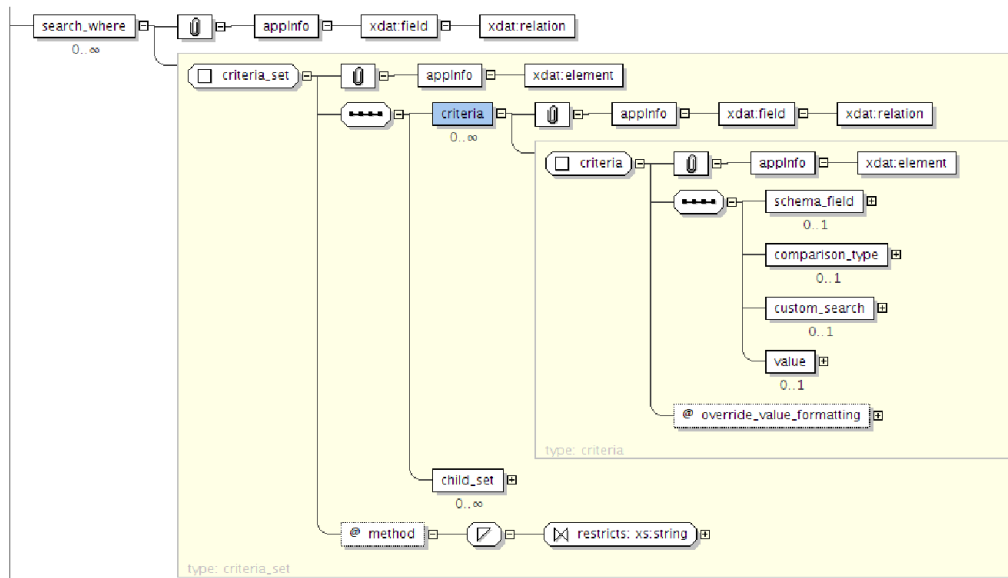 search_where appInfo xdat:field xdat:relation
0..∞
criteria_set appInfo xdat:element
criteria appInfo xdat:field xdat:relation
0..∞
criteria appInfo xdat:element
schema_field
0..1
comparison_type
0..1
custom_search
0..1
value
0..1
@ override_value_formatting
type: criteria
child_set
0..∞
@ method restricts: xs:string
type: criteria_set